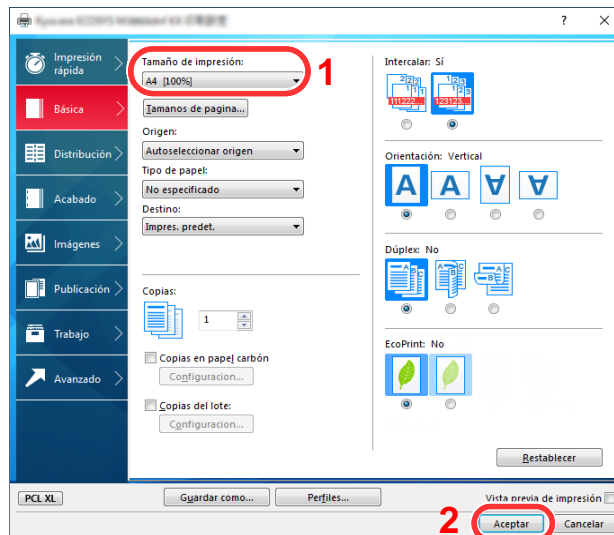 ?
Impresión
rápida
Básica
Distribución
Acabado
Imágenes
Publicación
Trabajo
Avanzado
Tamaño de impresión:
1
A4 [100%]
Tamanos de pagina...
Origen:
Autoseleccionar origen
Tipo de papel:
No especificado
Destino:
Impres. predet.
Copias:
1
Copias en papel carbón
Configuracion...
Copias del lote:
Configuracion...
Intercalar: Sí
111222...
123123...
Orientación: Vertical
A A A A
Dúplex: No
A B C
EcoPrint: No
Restablecer
PCL XL
Guardar como...
Perfiles...
Vista previa de impresión
2
Aceptar
Cancelar